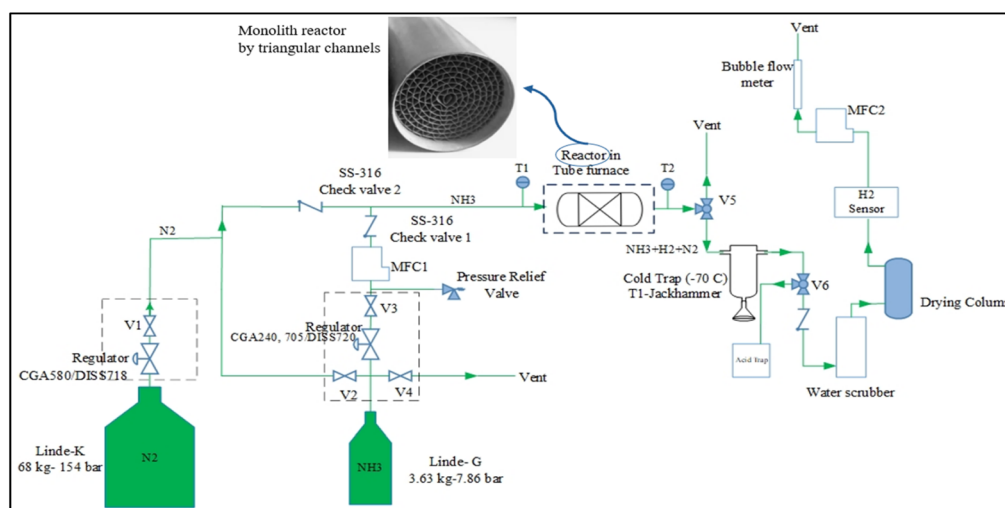 Monolith reactor
by triangular channels
Vent
Bubble flow
meter
MFC2
Vent
Reactor in
Tube furnace
T1
T2
SS-316
Check valve 2
NH3
V5
H2
Sensor
N2
SS-316
Check valve 1
NH3+H2+N2
MFC1
Cold Trap (-70 C)
T1-Jackhammer
V6
Drying Colums
Pressure Relief
Valve
V1
V3
Regulator
CGA240, 705/DISS720
Regulator
CGA580/DISS718
Acid Trap
Vent
V2
V4
Water scrubber
Linde-K
68 kg- 154 bar
N2
NH3
Linde- G
3.63 kg-7.86 bar